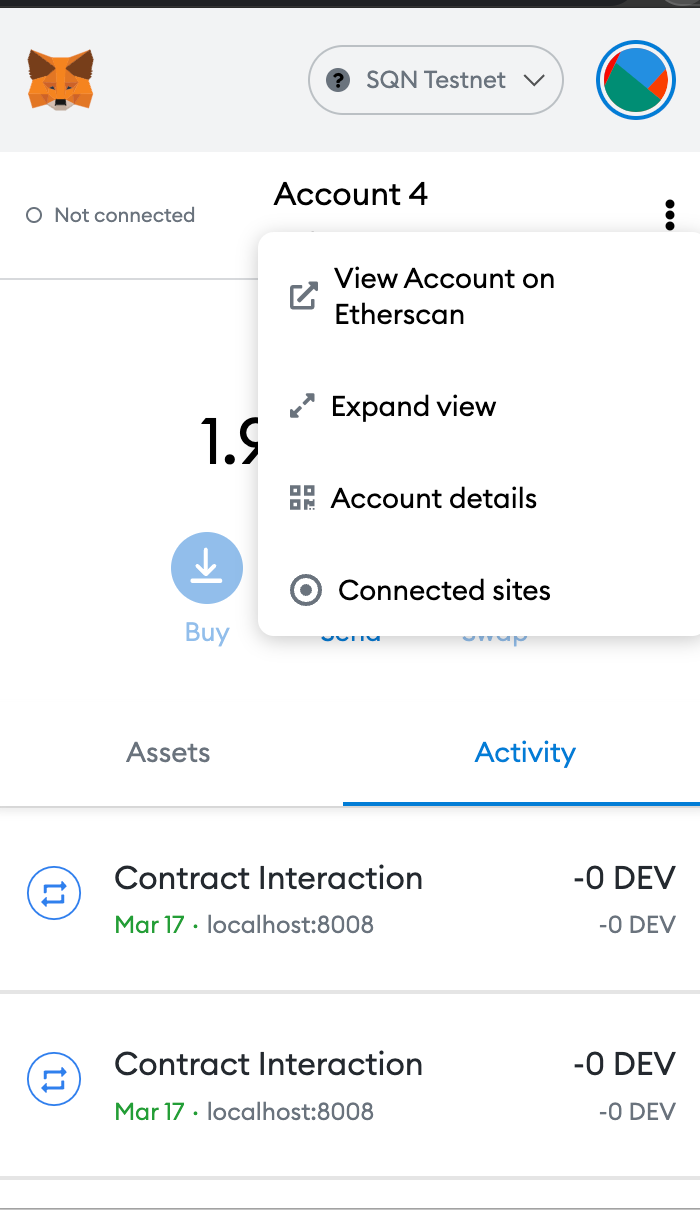 SQN Testnet
Not connected
Account 4
View Account on
Etherscan
Expand view
Account details
Connected sites
1.9
Buy
Send
Swap
Assets
Activity
Contract Interaction
-0 DEV
Mar 17 · localhost:8008
-0 DEV
Contract Interaction
-0 DEV
Mar 17 · localhost:8008
-0 DEV